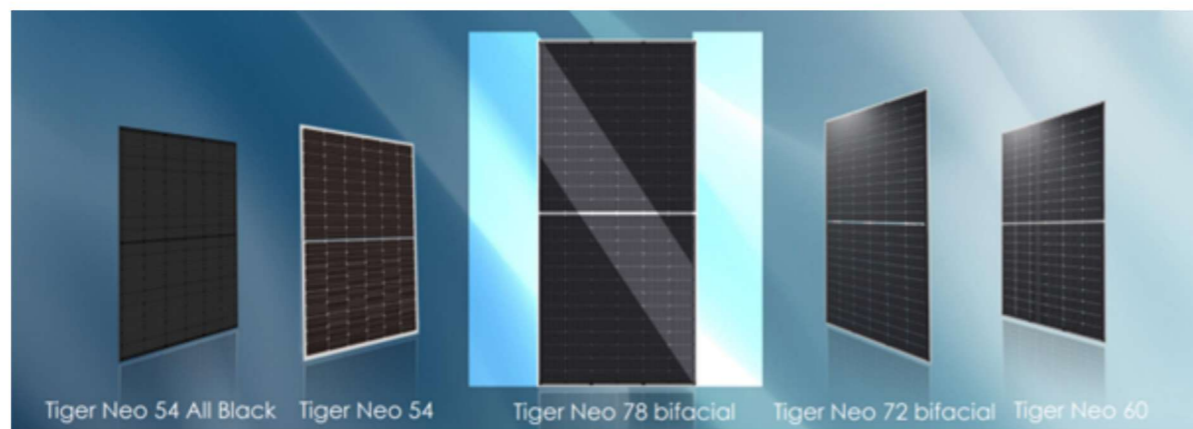 Tiger Neo 54 All Black
Tiger Neo 54
Tiger Neo 78 bifacial
Tiger Neo 72 bifacial
Tiger Neo 60